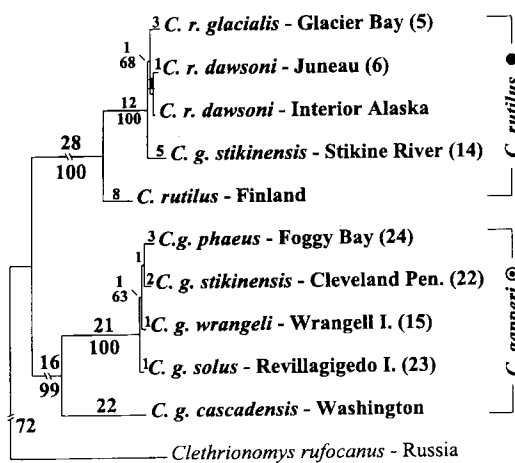 3 C. r. glacialis - Glacier Bay (5)
1
68
1 C. r. dawsoni - Juneau (6)
12
100
C. r. dawsoni - Interior Alaska
28
100
5 C. g. stikinensis - Stikine River (14)
8 C. rutilus - Finland
C. rutilus
3 C.g. phaeus - Foggy Bay (24)
1
1
63
2 C. g. stikinensis - Cleveland Pen. (22)
21
100
1 C. g. wrangeli - Wrangell I. (15)
16
99
1 C. g. solus - Revillagigedo I. (23)
22
C. g. cascadensis - Washington
C. gapperi
72
Clethrionomys rufocanus - Russia